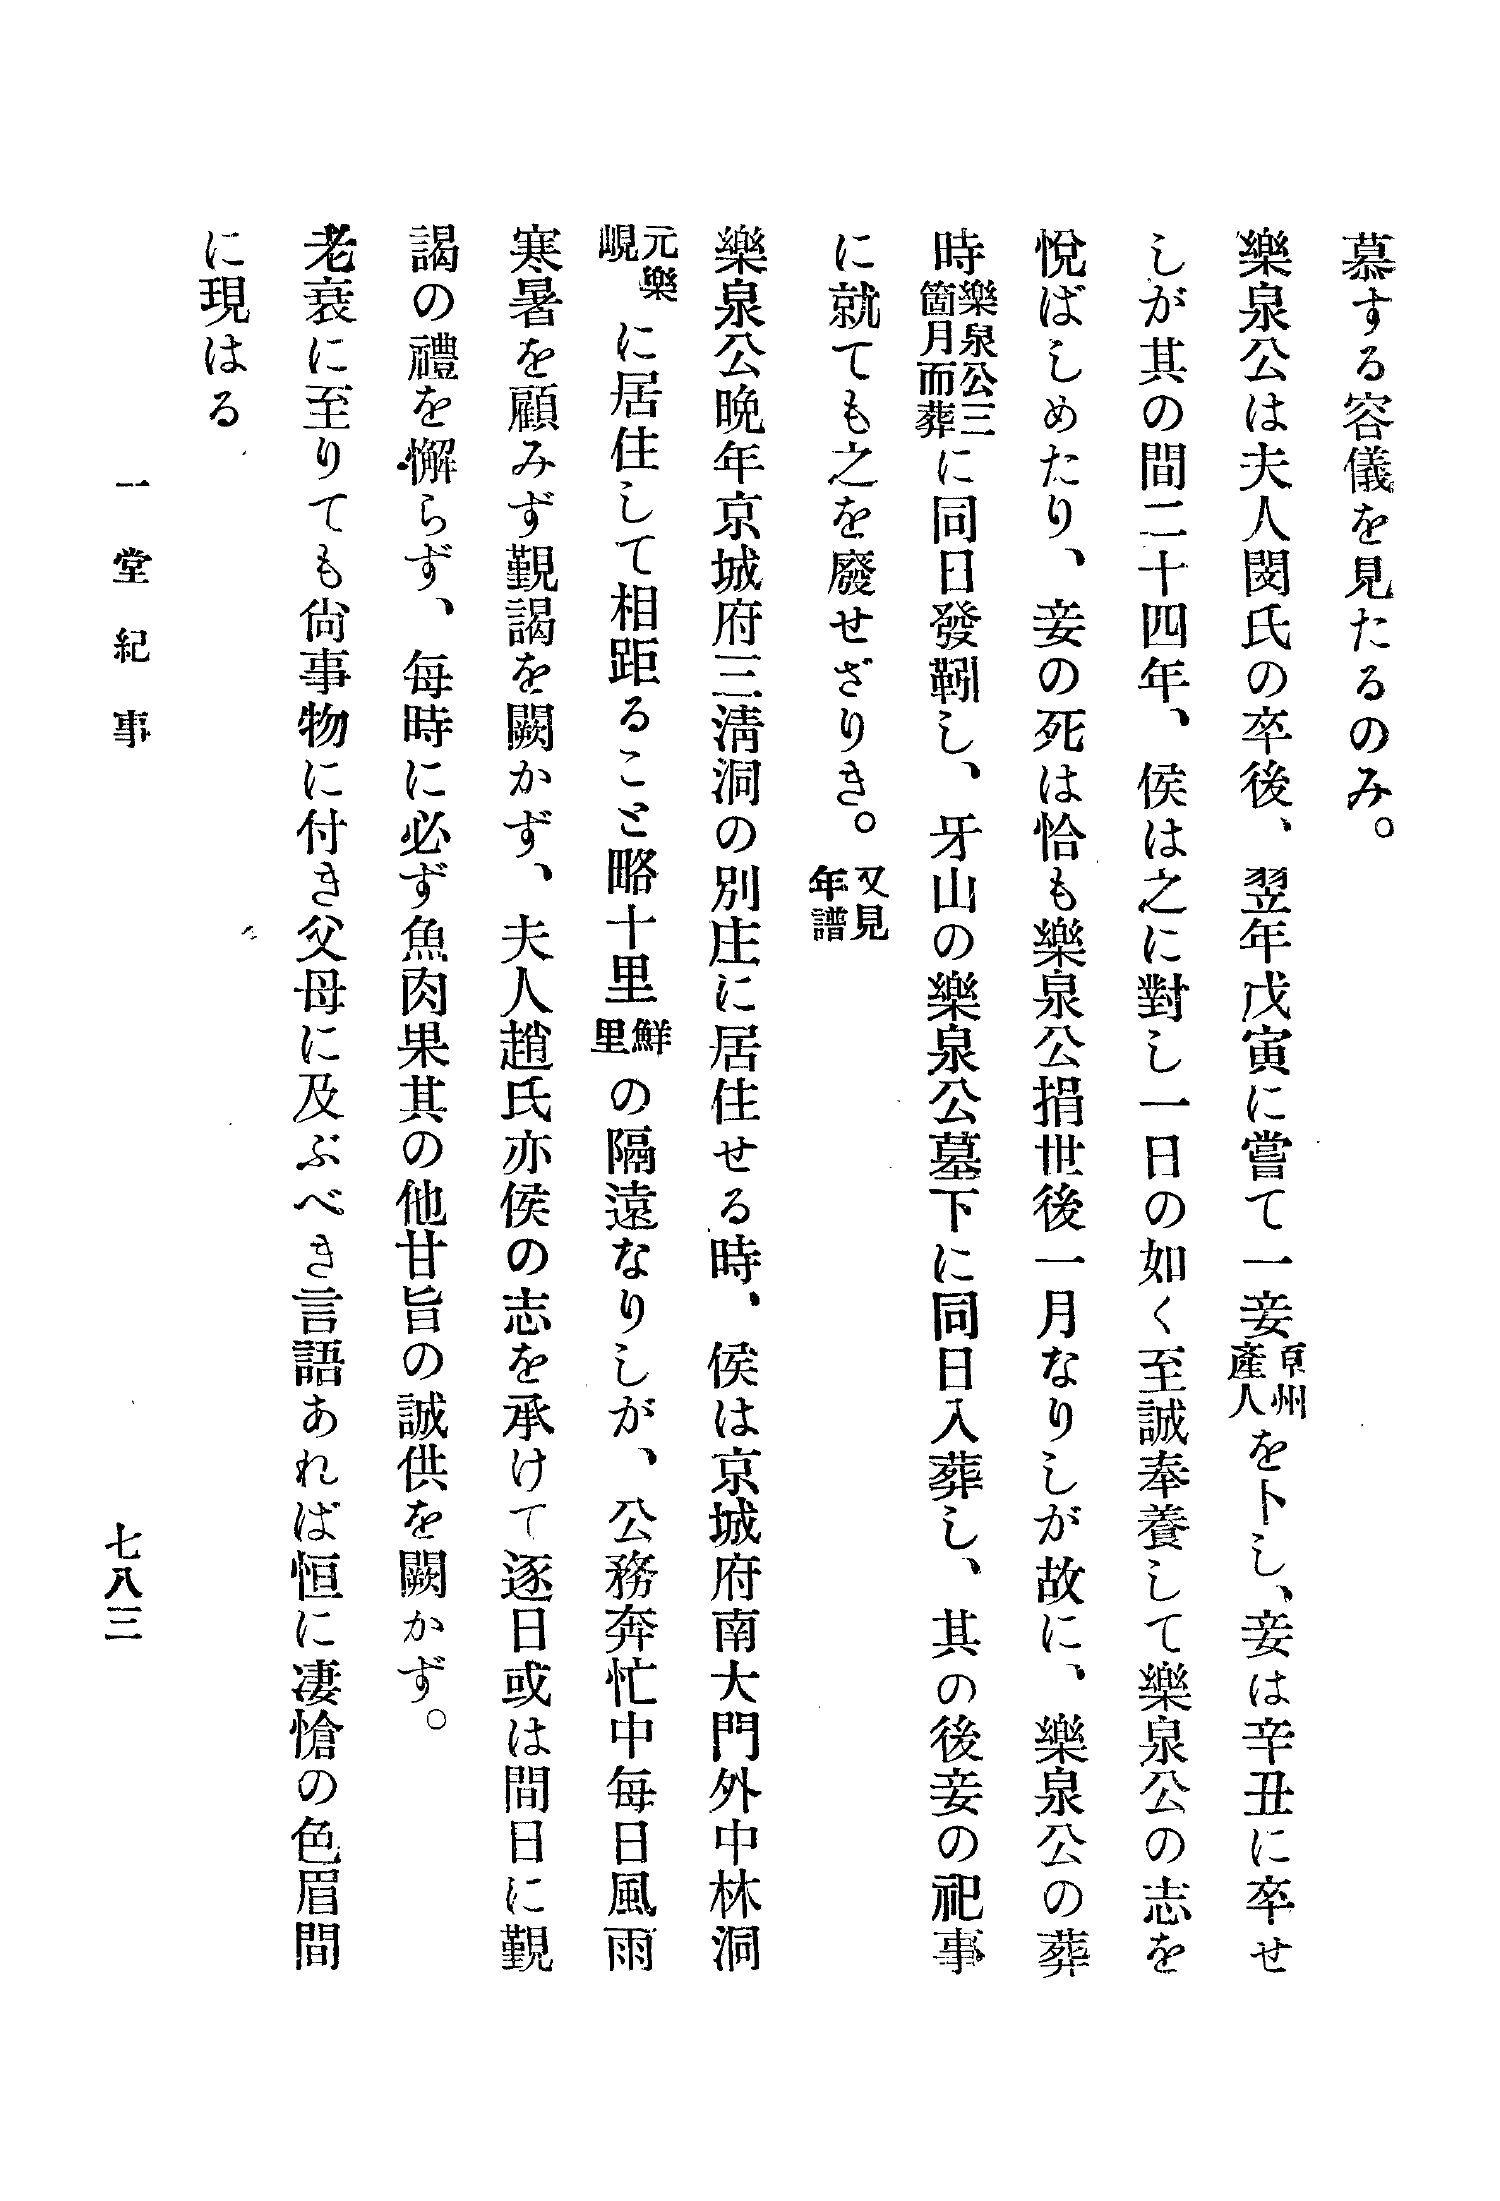 慕する容儀を見たるのみ。
樂泉公は夫人閔氏の卒後、翌年戊寅に嘗て一妾州産人をトし、妾は辛丑に卒せ
しが其の間二十四年、侯は之に對し一日の如く至誠奉養して樂泉公の志を
悅ばしめたり、妾の死は恰も樂泉公捐世後一月なりしが故に、樂泉公の葬
時樂泉公三箇月而葬に同日發靷し、牙山の樂泉公墓下に同日入葬し、其の後妾の祀事
に就ても之を廢せざりき。又見年譜
樂泉公晩年京城府三淸洞の別庄に居住せる時、侯は京城府南大門外中林洞
元樂峴に居住して相距ること略十里鮮里の隔遠なりしが、公務奔忙中每日風雨
寒暑を顧みず覲謁を闕かず、夫人趙氏亦侯の志を承けて逐日或は間日に覲
謁の禮を懈らず、每時に必ず魚肉果其の他甘旨の誠供を闕かず。
老衰に至りても尙事物に付き父母に及ぶべき言語あれば恒に凄愴の色眉間
に現はる
一堂紀事
七八三